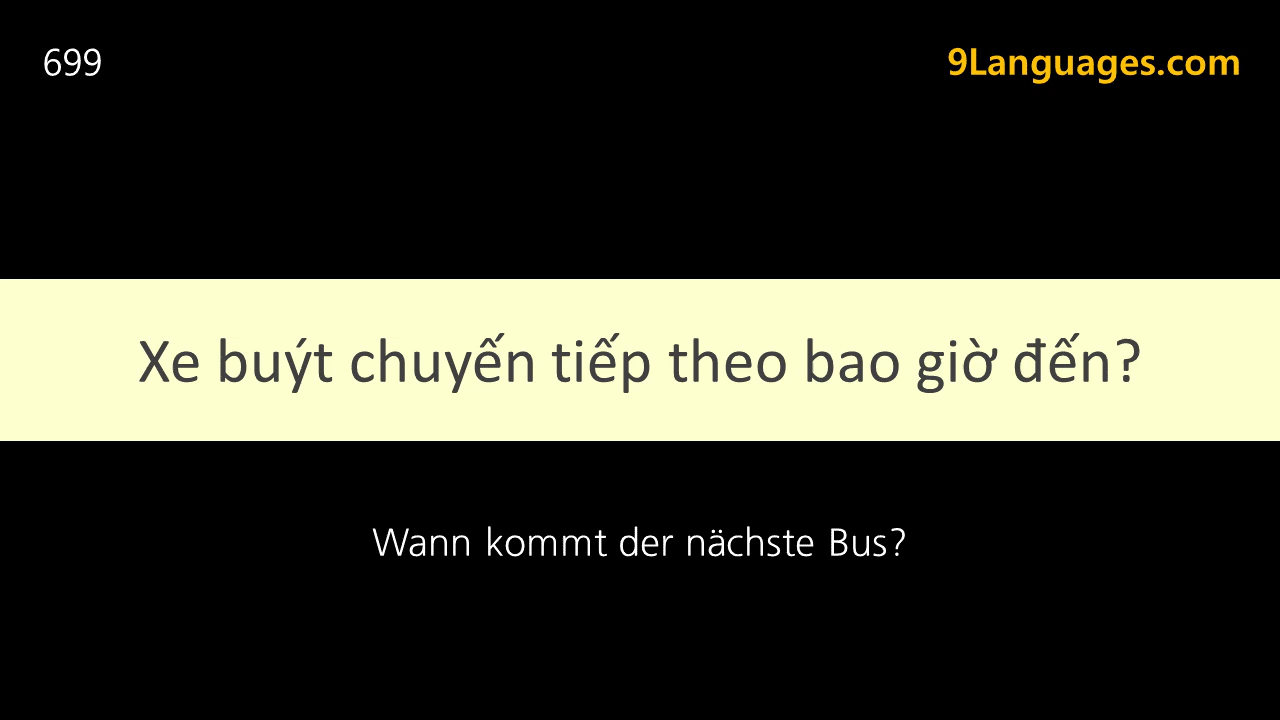 699
9Languages.com
Xe buýt chuyến tiếp theo bao giờ đến?
Wann kommt der nächste Bus?